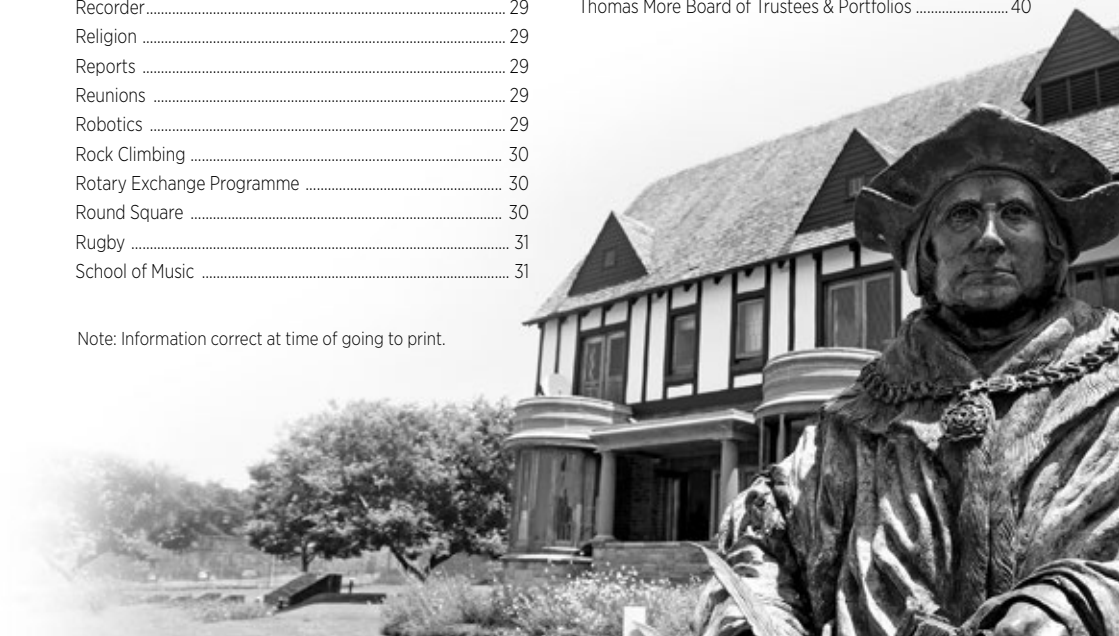 Recorder ........ 29
Religion ........ 29
Reports ........ 29
Reunions ........ 29
Robotics ........ 29
Rock Climbing ........ 30
Rotary Exchange Programme ........ 30
Round Square ........ 30
Rugby ........ 31
School of Music ........ 31
Note: Information correct at time of going to print.
Thomas More Board of Trustees & Portfolios ........ 40